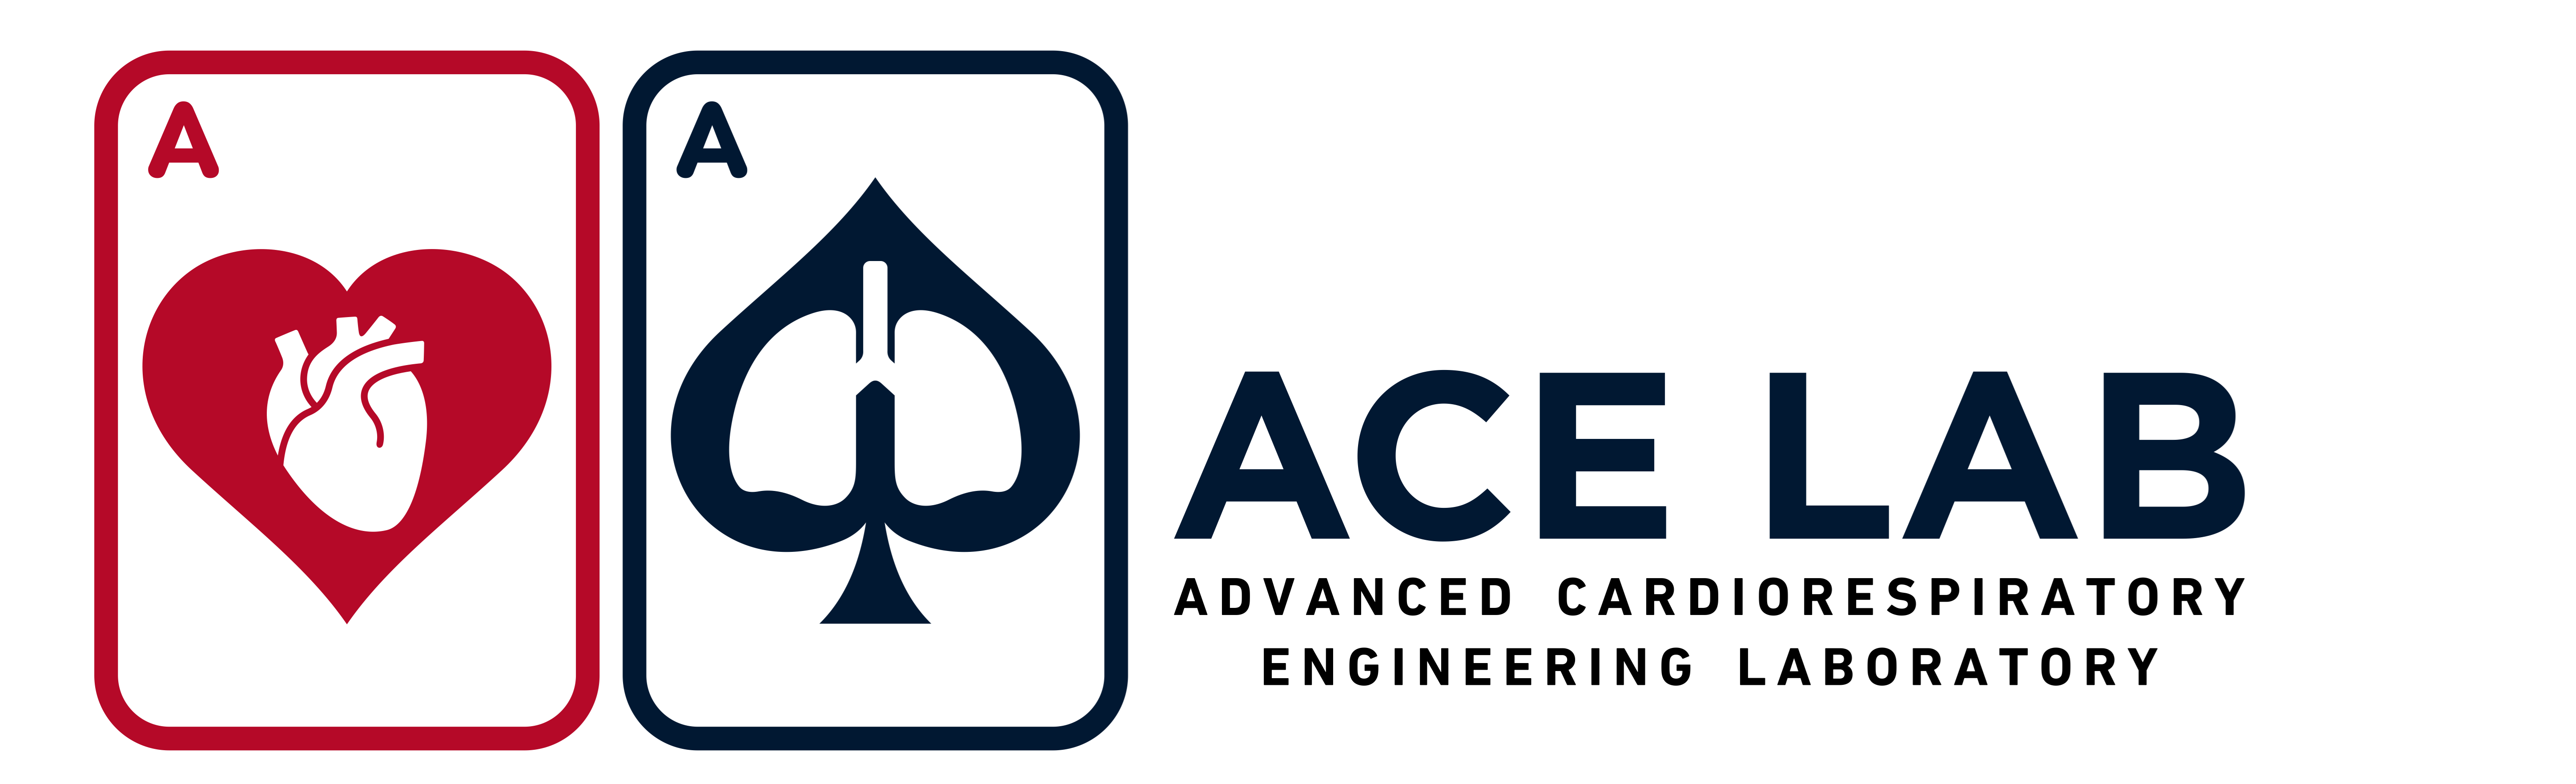 A
A
ACE LAB
ADVANCED CARDIORESPIRATORY
ENGINEERING LABORATORY